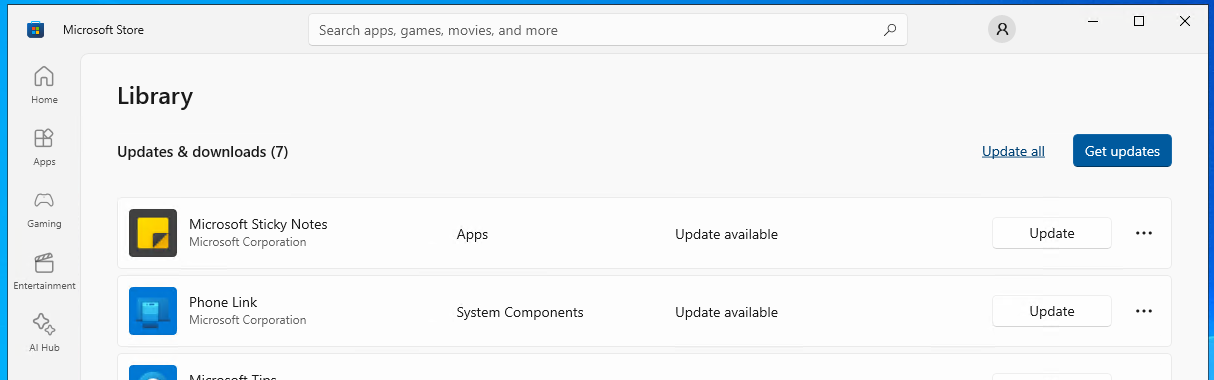 Microsoft Store
Search apps, games, movies, and more
Home
Apps
Gaming
Entertainment
AI Hub
Library
Updates & downloads (7)
Update all
Get updates
Microsoft Sticky Notes
Microsoft Corporation
Apps
Update available
Update
Phone Link
Microsoft Corporation
System Components
Update available
Update
Microsoft Tips